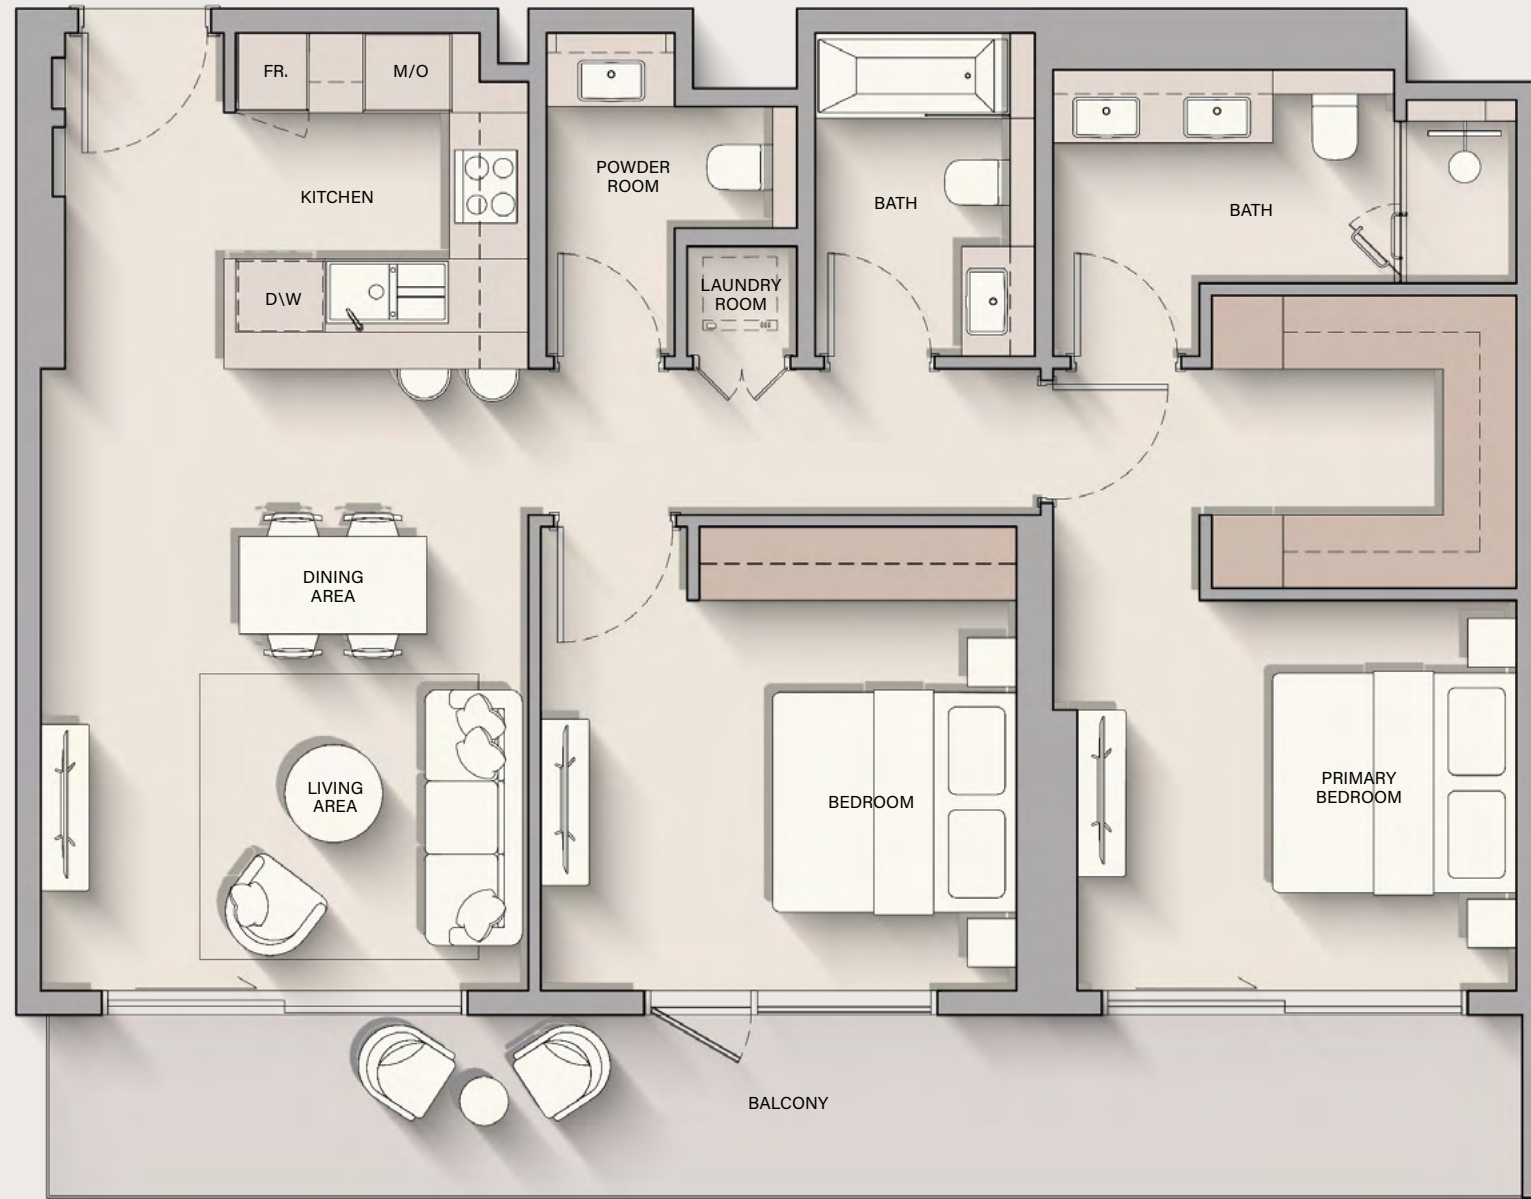 FR.
M/O
KITCHEN
D\W
POWDER
ROOM
LAUNDRY
ROOM
BATH
BATH
DINING
AREA
LIVING
AREA
BEDROOM
PRIMARY
BEDROOM
BALCONY